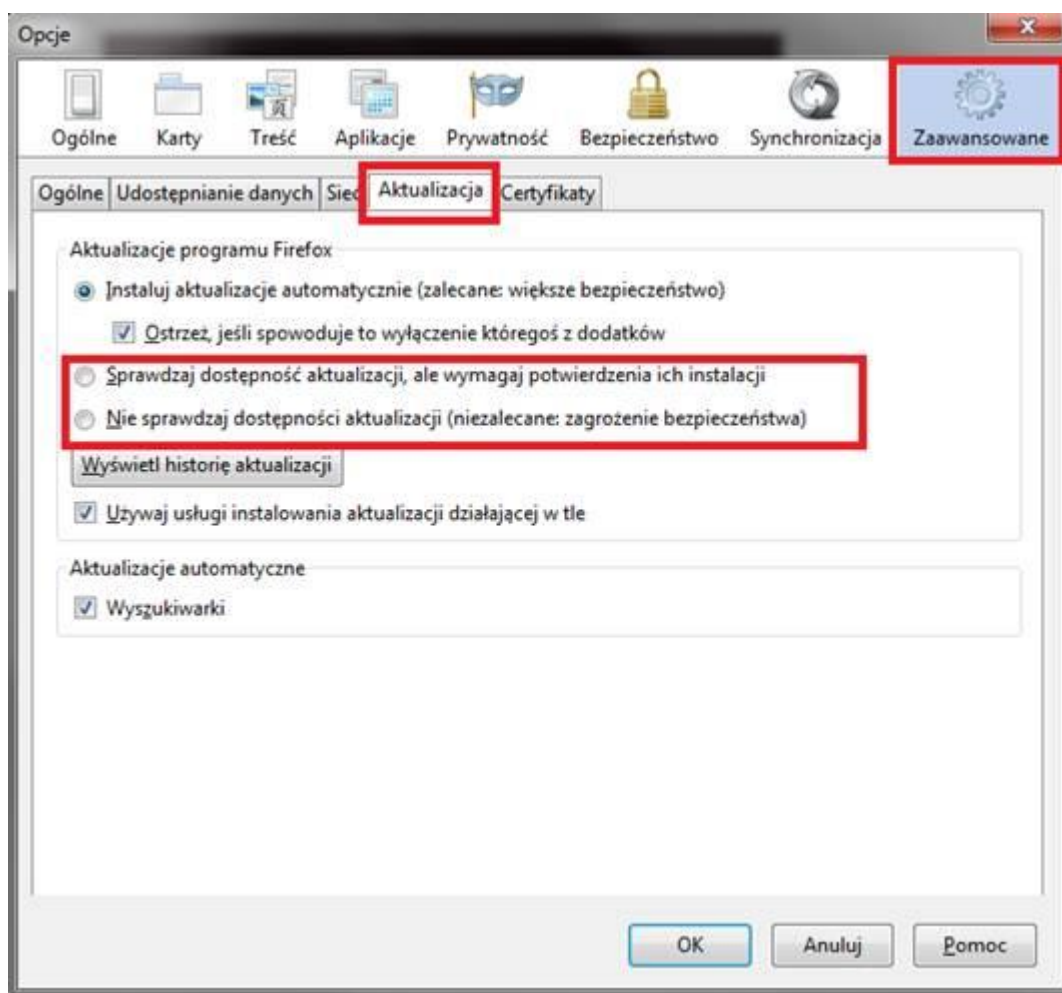 Opcje
Ogólne Karty Treść Aplikacje Prywatność Bezpieczeństwo Synchronizacja Zaawansowane
Ogólne Udostępnianie danych Sieć Aktualizacja Certyfikaty
Aktualizacje programu Firefox
Instaluj aktualizacje automatycznie (zalecane: większe bezpieczeństwo)
Ostrzeż, jeśli spowoduje to wyłączenie któregoś z dodatków
Sprawdzaj dostępność aktualizacji, ale wymagaj potwierdzenia ich instalacji
Nie sprawdzaj dostępności aktualizacji (niezalecane: zagrożenie bezpieczeństwa)
Wyświetl historię aktualizacji
Używaj usługi instalowania aktualizacji działającej w tle
Aktualizacje automatyczne
Wyszukiwarki
OK Anuluj Pomoc